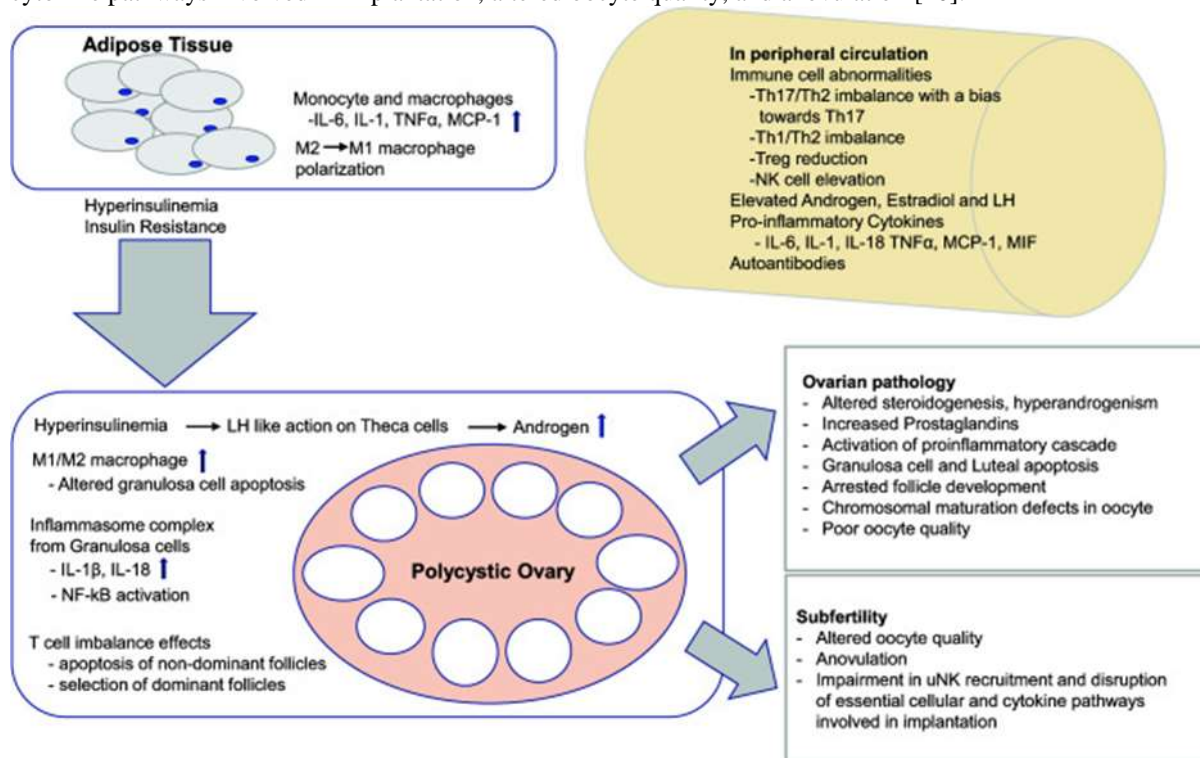 Adipose Tissue
Monocyte and macrophages
-IL-6, IL-1, TNFα, MCP-1
M2 → M1 macrophage
polarization
In peripheral circulation
Immune cell abnormalities
-Th17/Th2 imbalance with a bias
towards Th17
-Th1/Th2 imbalance
-Treg reduction
-NK cell elevation
Elevated Androgen, Estradiol and LH
Pro-inflammatory Cytokines
- IL-6, IL-1, IL-18 TNFα, MCP-1, MIF
Autoantibodies
Hyperinsulinemia
Insulin Resistance
Hyperinsulinemia → LH like action on Theca cells → Androgen
M1/M2 macrophage
- Altered granulosa cell apoptosis
Inflammasome complex
from Granulosa cells
- IL-1β, IL-18
- NF-kB activation
T cell imbalance effects
- apoptosis of non-dominant follicles
- selection of dominant follicles
Polycystic Ovary
Ovarian pathology
- Altered steroidogenesis, hyperandrogenism
- Increased Prostaglandins
- Activation of proinflammatory cascade
- Granulosa cell and Luteal apoptosis
- Arrested follicle development
- Chromosomal maturation defects in oocyte
- Poor oocyte quality
Subfertility
- Altered oocyte quality
- Anovulation
- Impairment in uNK recruitment and disruption
of essential cellular and cytokine pathways
involved in implantation